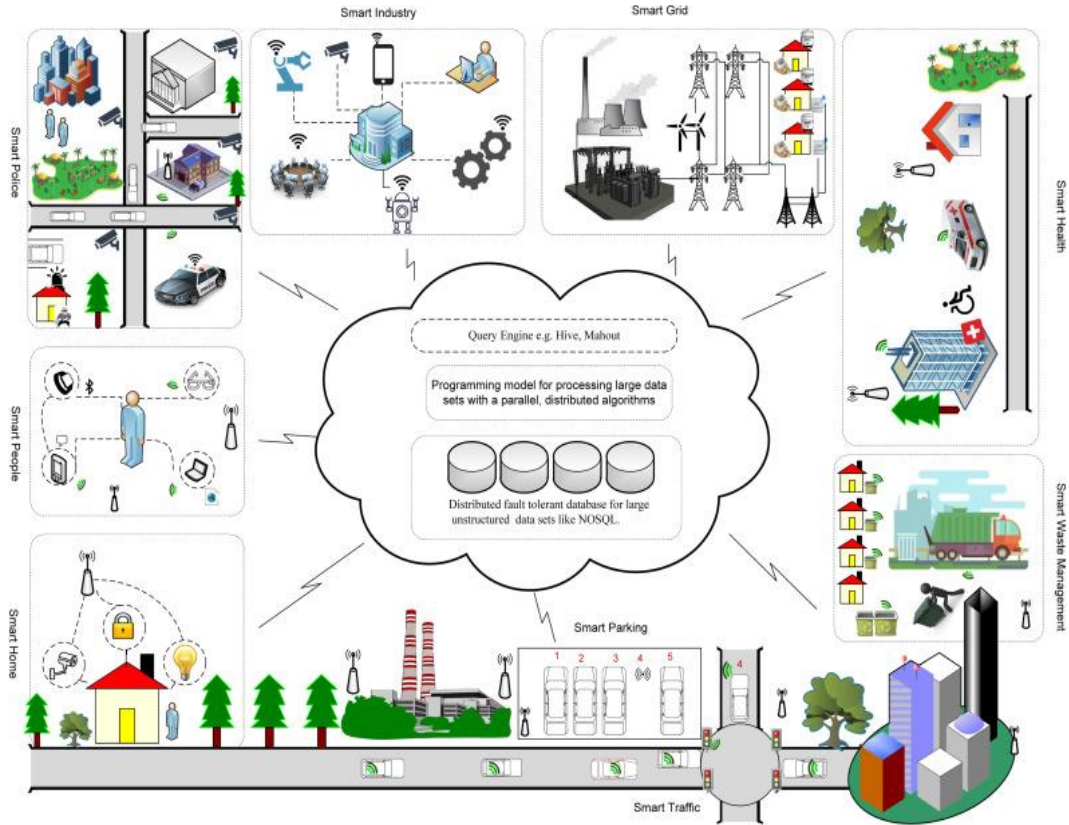 Smart Industry
Smart Grid
Smart Police
Smart Health
Query Engine e.g. Hive, Mahout
Programming model for processing large data
sets with a parallel, distributed algorithms
Distributed fault tolerant database for large
unstructured data sets like NOSQL.
Smart People
Smart Waste Management
Smart Home
Smart Parking
1 2 3 4 5
4
Smart Traffic